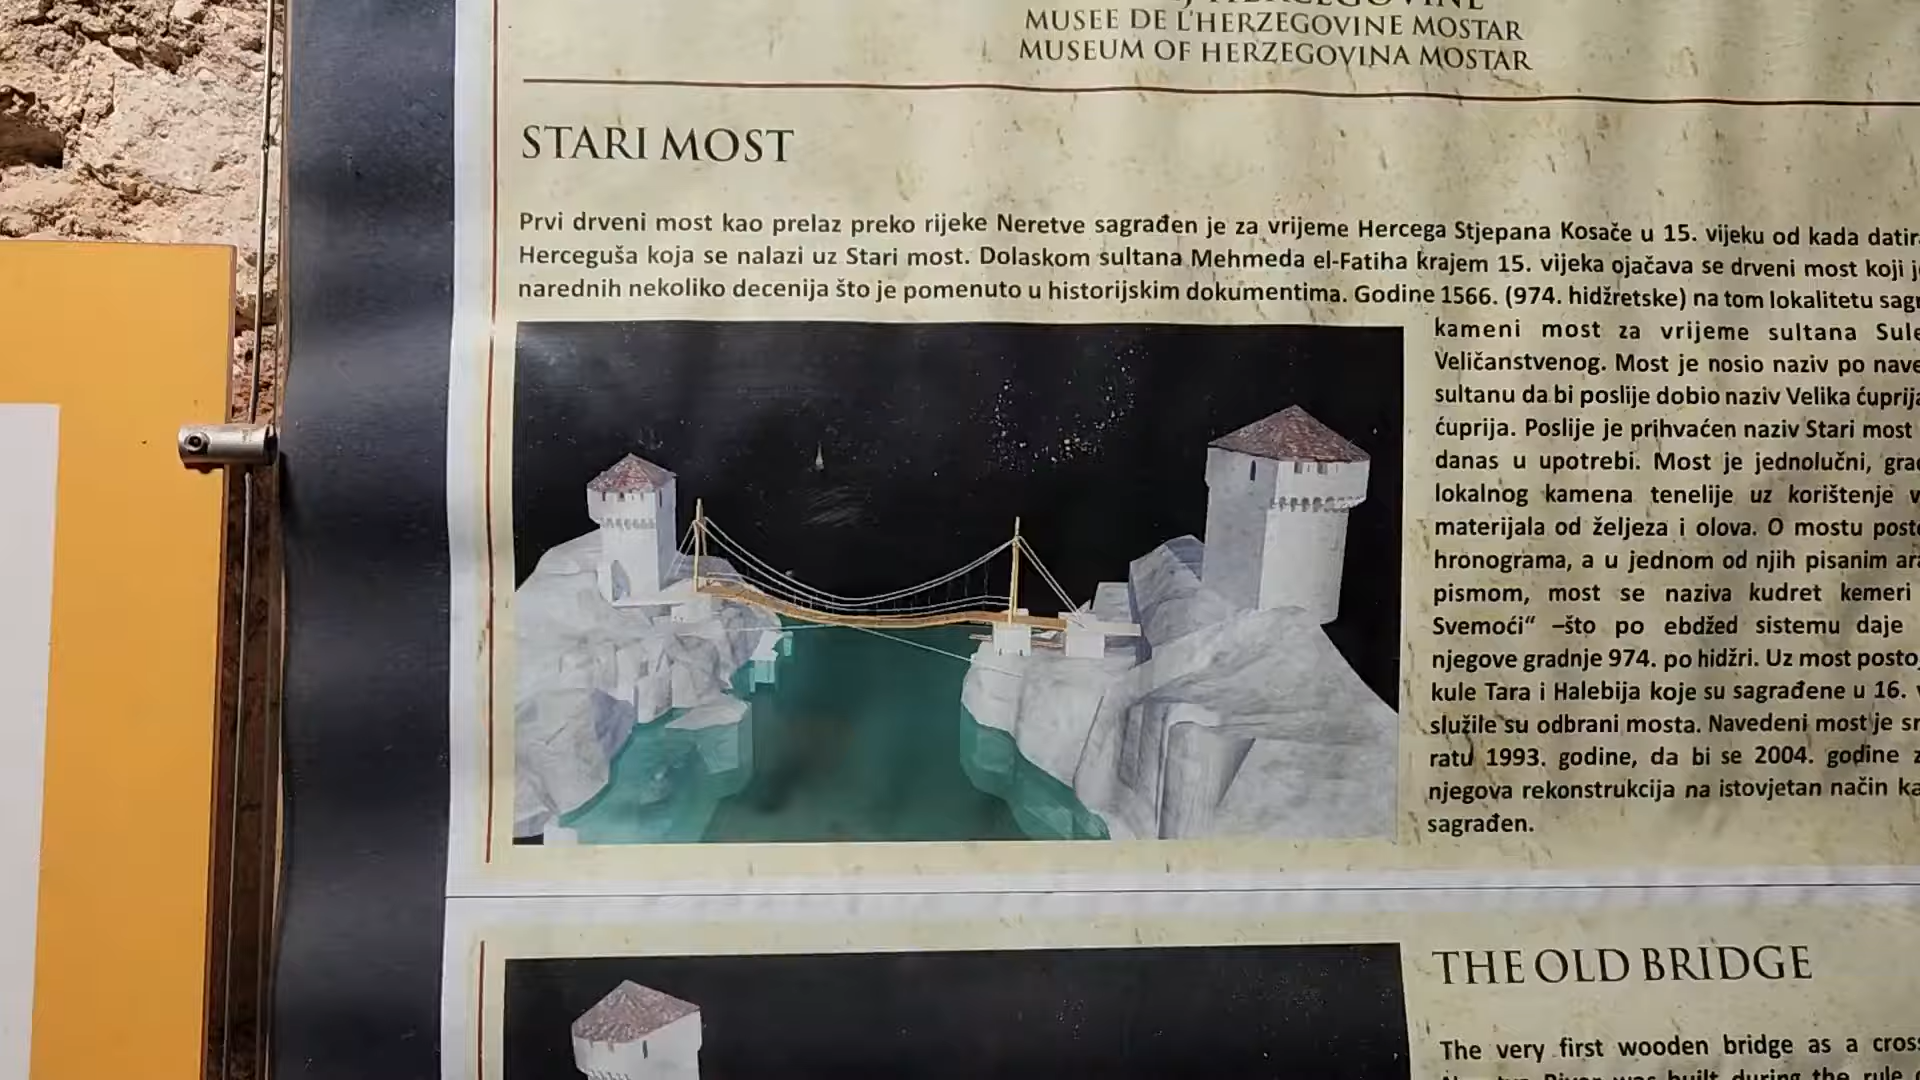 HERCEGOVINE
MUSEE DE L'HERZEGOVINE MOSTAR
MUSEUM OF HERZEGOVINA MOSTAR
STARI MOST
Prvi drveni most kao prelaz preko rijeke Neretve sagrađen je za vrijeme Hercega Stjepana Kosače u 15. vijeku od kada
Herceguša koja se nalazi uz Stari most. Dolaskom sultana Mehmeda el-Fatiha krajem 15. vijeka ojačava se drveni most koji
narednih nekoliko decenija što je pomenuto u historijskim dokumentima. Godine 1566. (974. hidžretske) na tom lokalitetu
kameni most za vrijeme sultana
Veličanstvenog. Most je nosio naziv po
sultanu da bi poslije dobio naziv Velika
ćuprija. Poslije je prihvaćen naziv Stari most
danas u upotrebi. Most je jednolučni,
lokalnog kamena tenelije uz korištenje
materijala od željeza i olova. O mostu
hronograma, a u jednom od njih pisanim
pismom, most se naziva kudret kemeri
Svemoći“ –što po ebdžed sistemu daje
njegove gradnje 974. po hidžri. Uz most
kule Tara i Halebija koje su sagrađene u 16.
služile su odbrani mosta. Navedeni most je
ratu 1993. godine, da bi se 2004. godine
njegova rekonstrukcija na istovjetan način
sagrađen.
THE OLD BRIDGE
The very first wooden bridge as a
River was built during the rule